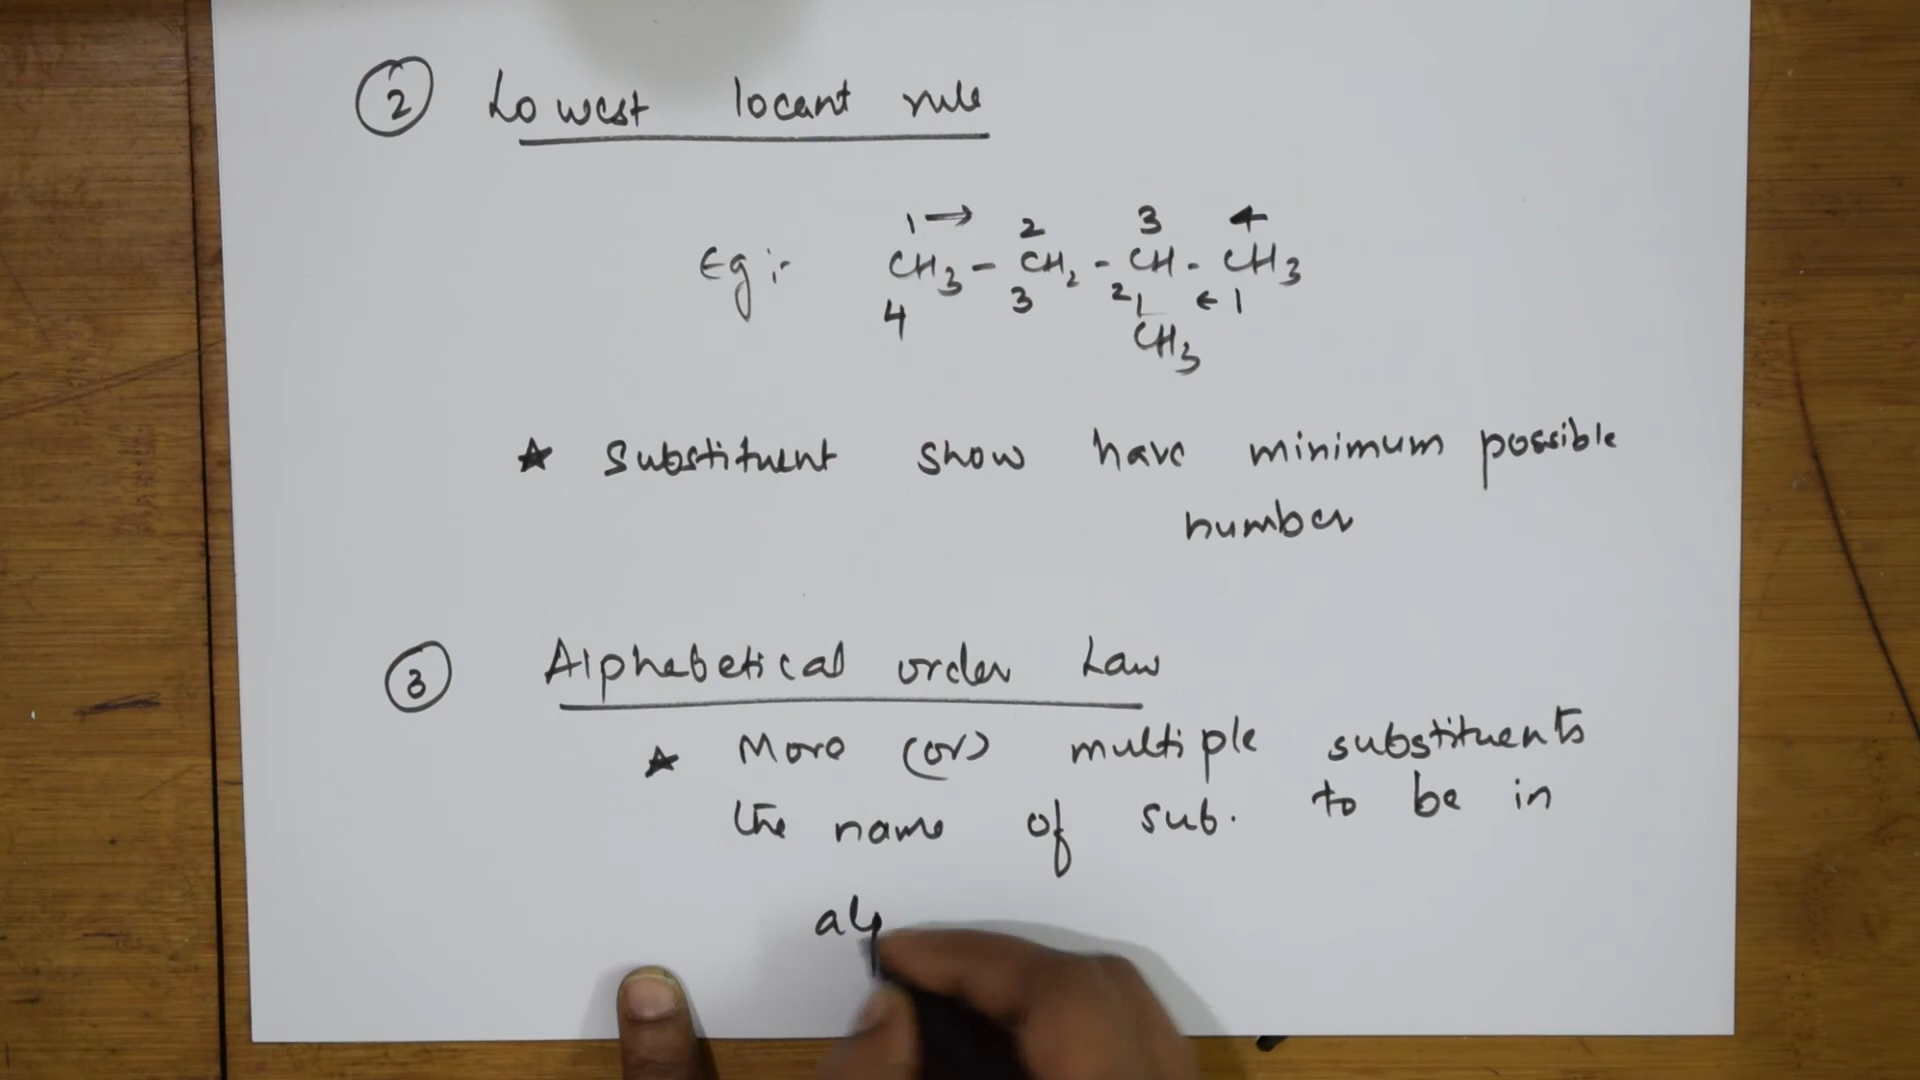 2 Lowest locant rule
1 → 2 3 4
Eg:- CH3 - CH2 - CH - CH3
4 3 2 ← 1
CH3
★ Substituent show have minimum possible
number
3 Alphabetical order Law
★ More (or) multiple substituents
the name of sub. to be in
alp